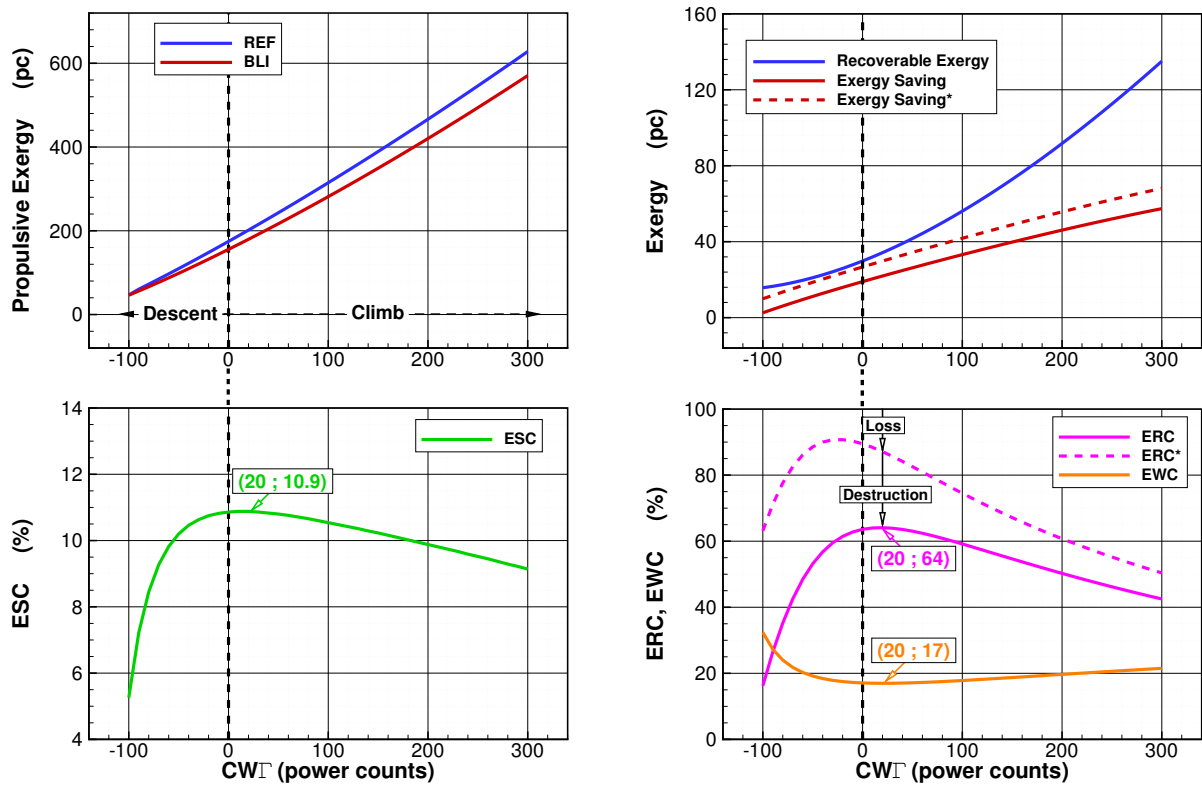 Propulsive Exergy (pc)
600
400
200
0
REF
BLI
Descent
Climb
-100 0 100 200 300
Exergy (pc)
160
120
80
40
0
Recoverable Exergy
Exergy Saving
Exergy Saving*
-100 0 100 200 300
ESC (%)
14
12
10
8
6
4
ESC
(20 ; 10.9)
-100 0 100 200 300
CWΓ (power counts)
ERC, EWC (%)
100
80
60
40
20
0
Loss
Destruction
ERC
ERC*
EWC
(20 ; 64)
(20 ; 17)
-100 0 100 200 300
CWΓ (power counts)